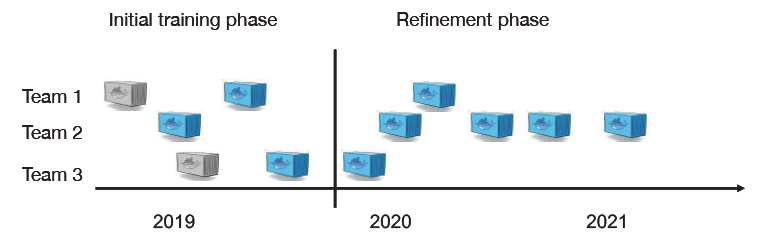 Initial training phase
Refinement phase
Team 1
Team 2
Team 3
2019
2020
2021